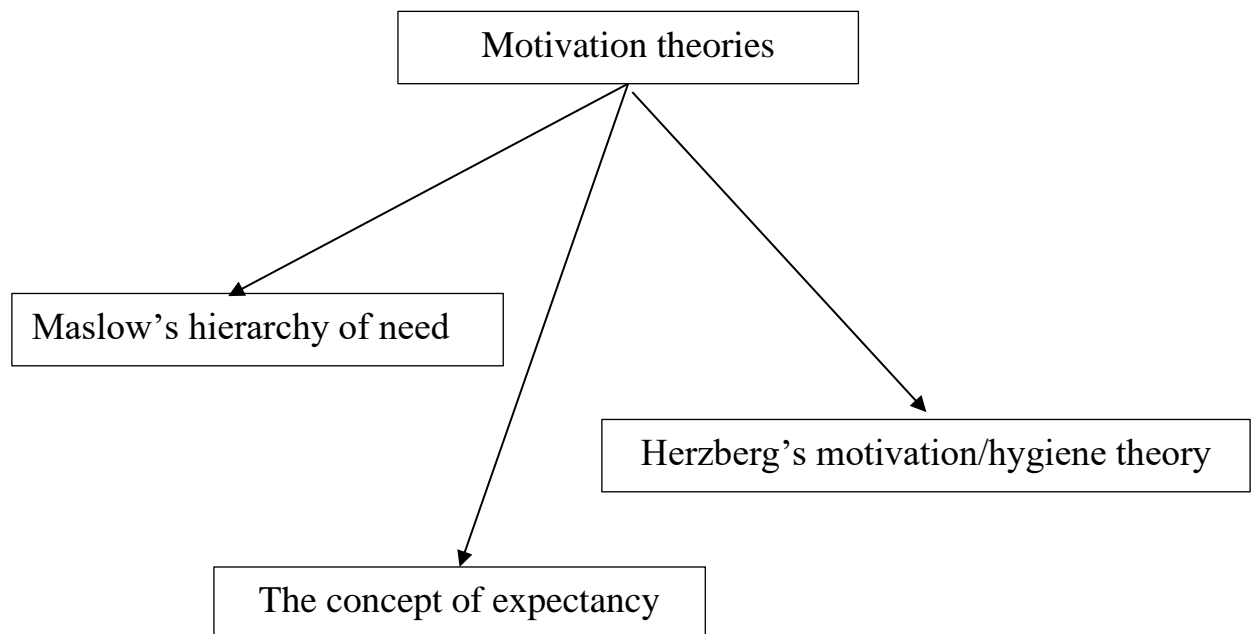 Motivation theories
Maslow’s hierarchy of need
Herzberg’s motivation/hygiene theory
The concept of expectancy